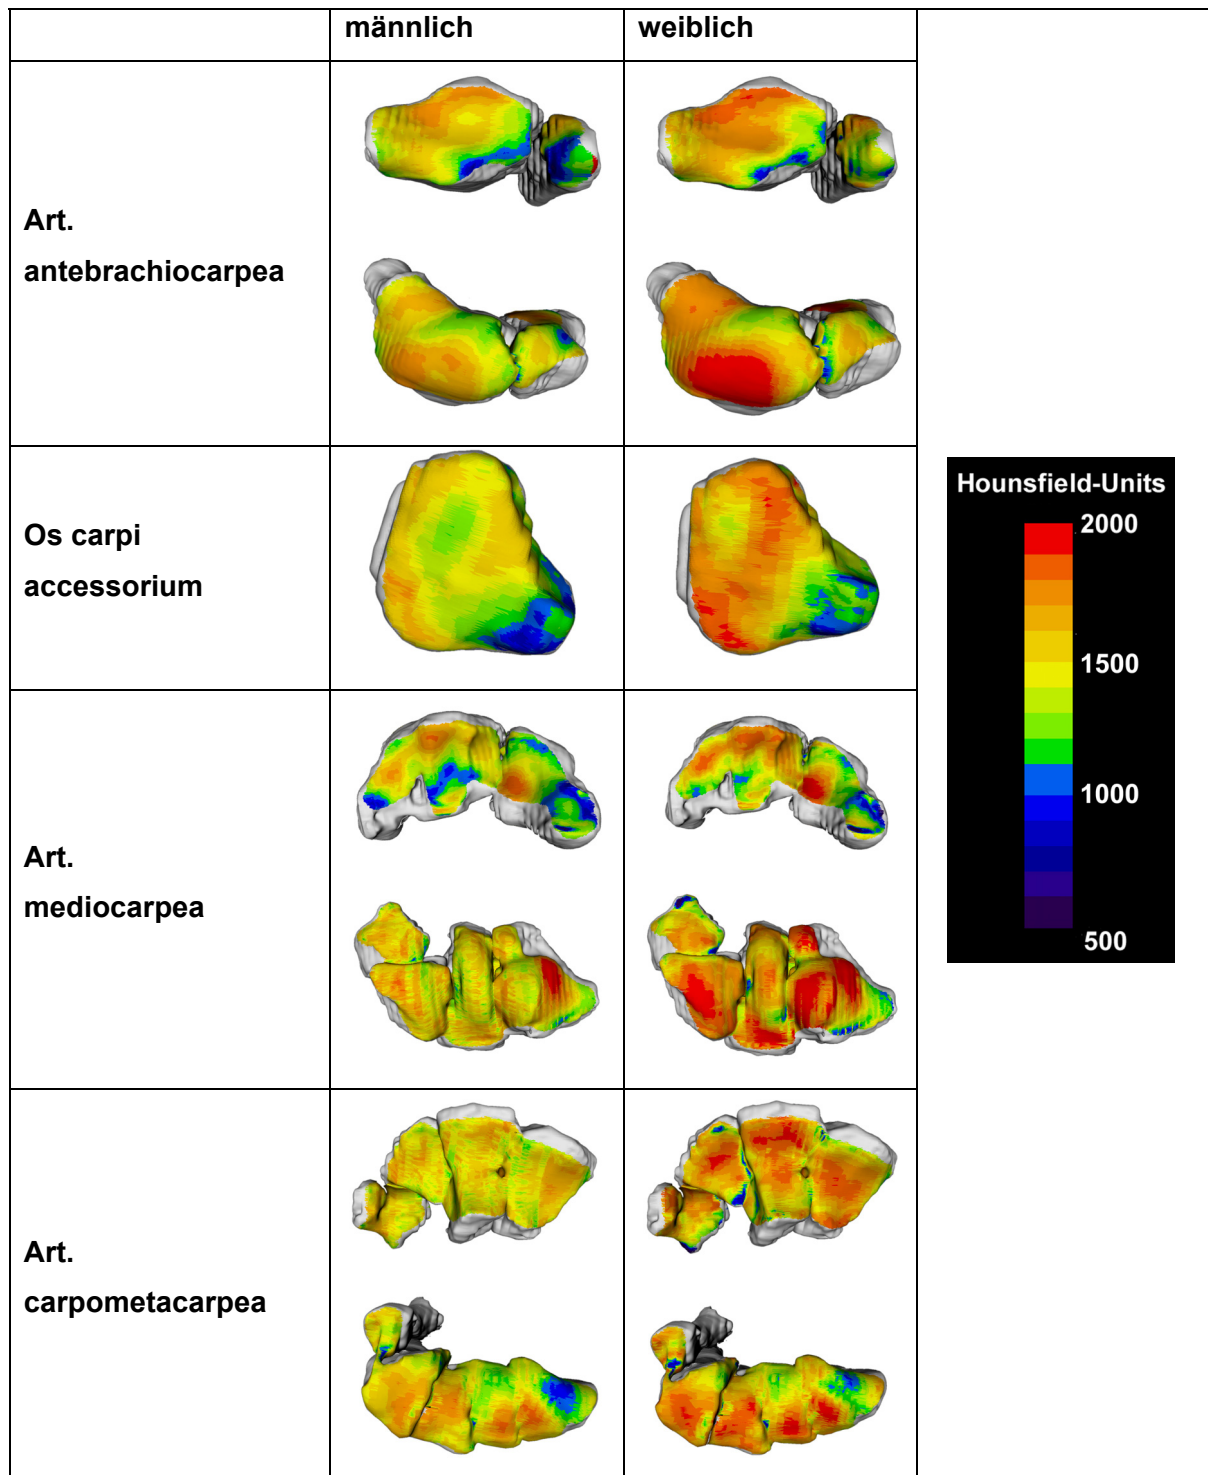 männlich
weiblich
Art.
antebrachiocarpea
Os carpi
accessorium
Art.
mediocarpea
Art.
carpometacarpea
Hounsfield-Units
2000
1500
1000
500